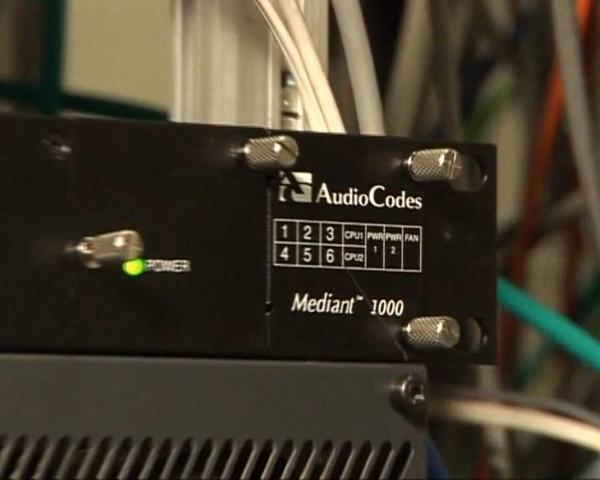 AudioCodes
1 2 3 CPU1 PWR 1 PWR 2 FAN
4 5 6 CPU2
POWER
Mediant™ 1000